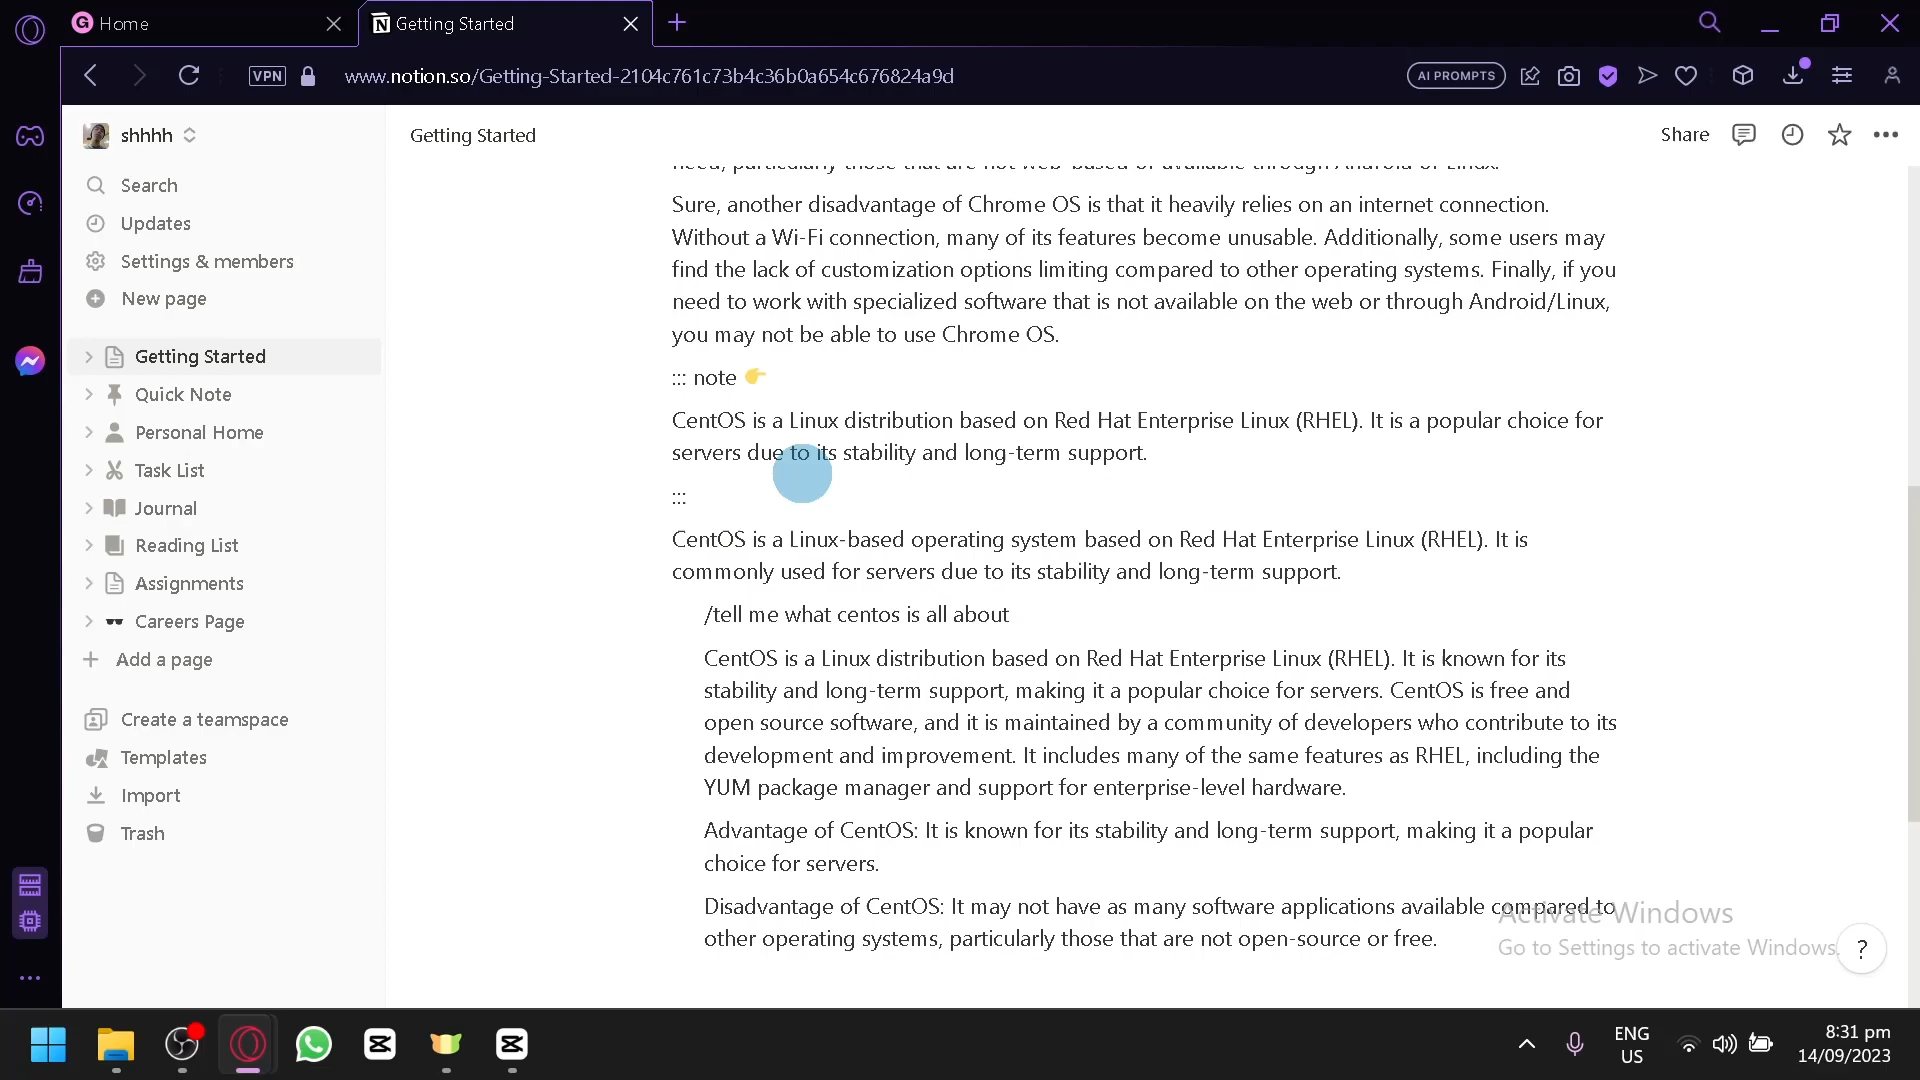 Home
Getting Started
VPN
www.notion.so/Getting-Started-2104c761c73b4c36b0a654c676824a9d
AI PROMPTS
shhhh
Getting Started
Share
Search
Updates
Settings & members
New page
Getting Started
Quick Note
Personal Home
Task List
Journal
Reading List
Assignments
Careers Page
Add a page
Create a teamspace
Templates
Import
Trash
need, particularly those that are not web-based or available through Android or Linux.
Sure, another disadvantage of Chrome OS is that it heavily relies on an internet connection.
Without a Wi-Fi connection, many of its features become unusable. Additionally, some users may
find the lack of customization options limiting compared to other operating systems. Finally, if you
need to work with specialized software that is not available on the web or through Android/Linux,
you may not be able to use Chrome OS.
::: note 👉
CentOS is a Linux distribution based on Red Hat Enterprise Linux (RHEL). It is a popular choice for
servers due to its stability and long-term support.
:::
CentOS is a Linux-based operating system based on Red Hat Enterprise Linux (RHEL). It is
commonly used for servers due to its stability and long-term support.
/tell me what centos is all about
CentOS is a Linux distribution based on Red Hat Enterprise Linux (RHEL). It is known for its
stability and long-term support, making it a popular choice for servers. CentOS is free and
open source software, and it is maintained by a community of developers who contribute to its
development and improvement. It includes many of the same features as RHEL, including the
YUM package manager and support for enterprise-level hardware.
Advantage of CentOS: It is known for its stability and long-term support, making it a popular
choice for servers.
Disadvantage of CentOS: It may not have as many software applications available compared to
other operating systems, particularly those that are not open-source or free.
Activate Windows
Go to Settings to activate Windows.
?
ENG
US
8:31 pm
14/09/2023